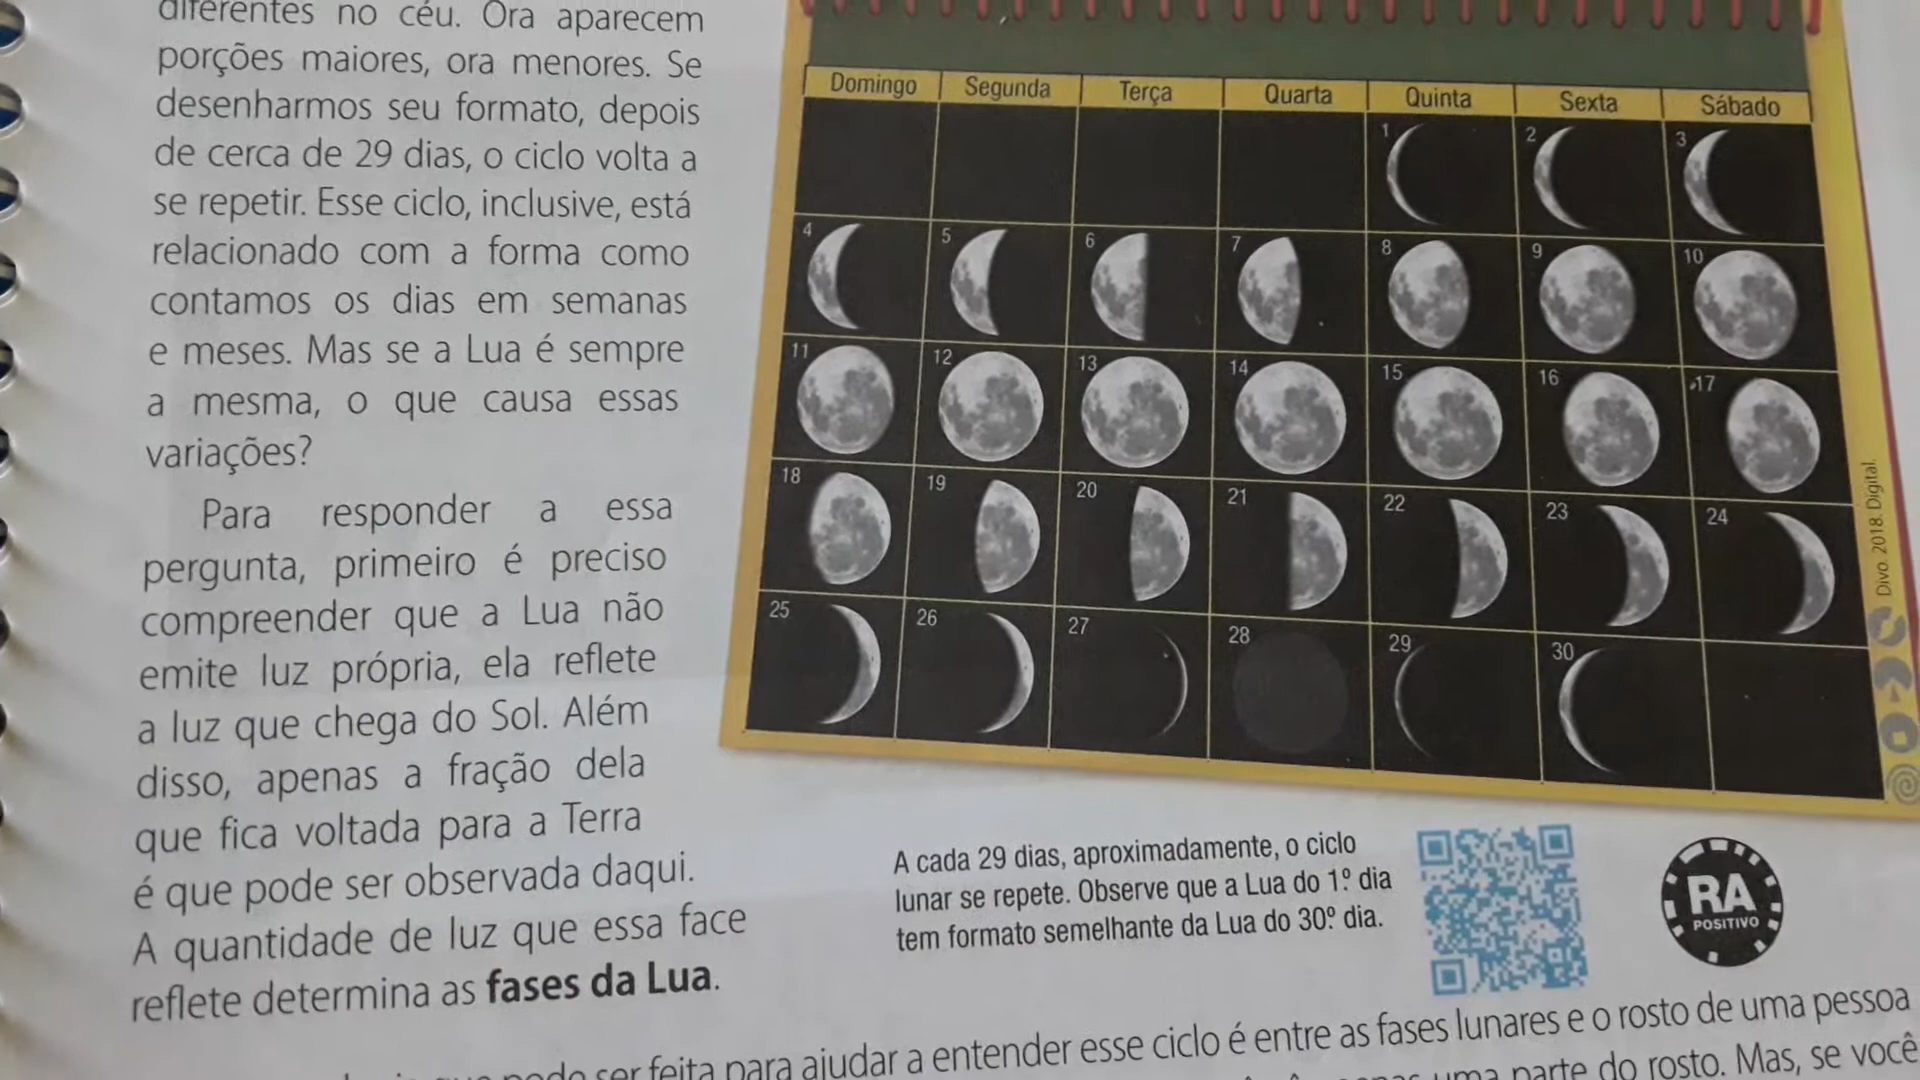 diferentes no céu. Ora aparecem
porções maiores, ora menores. Se
desenharmos seu formato, depois
de cerca de 29 dias, o ciclo volta a
se repetir. Esse ciclo, inclusive, está
relacionado com a forma como
contamos os dias em semanas
e meses. Mas se a Lua é sempre
a mesma, o que causa essas
variações?
Para responder a essa
pergunta, primeiro é preciso
compreender que a Lua não
emite luz própria, ela reflete
a luz que chega do Sol. Além
disso, apenas a fração dela
que fica voltada para a Terra
é que pode ser observada daqui.
A quantidade de luz que essa face
reflete determina as fases da Lua.
Domingo Segunda Terça Quarta Quinta Sexta Sábado
1 2 3
4 5 6 7 8 9 10
11 12 13 14 15 16 17
18 19 20 21 22 23 24
25 26 27 28 29 30
Divo. 2018. Digital.
A cada 29 dias, aproximadamente, o ciclo
lunar se repete. Observe que a Lua do 1º dia
tem formato semelhante da Lua do 30º dia.
RA
POSITIVO
ser feita para ajudar a entender esse ciclo é entre as fases lunares e o rosto de uma pessoa
uma parte do rosto. Mas, se você